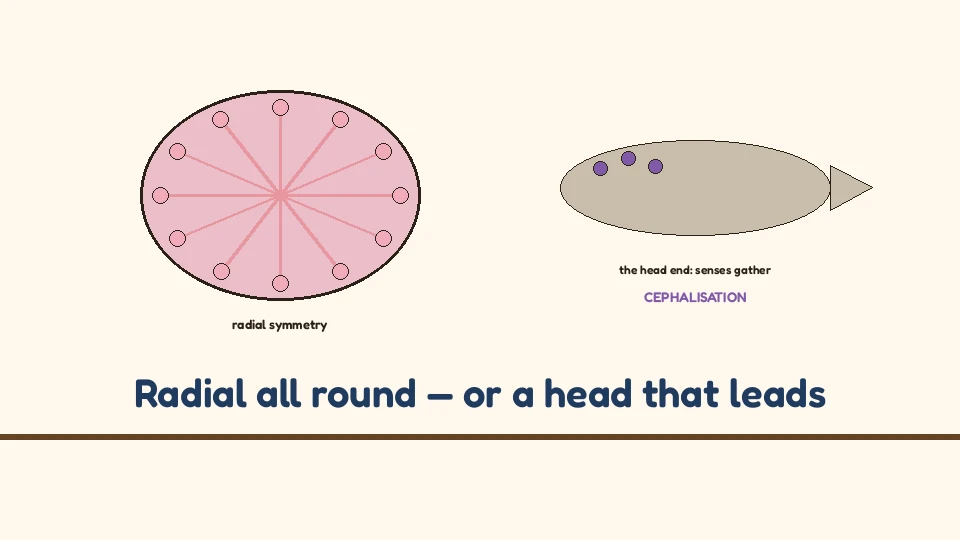 radial symmetry
the head end: senses gather
CEPHALISATION
Radial all round — or a head that leads